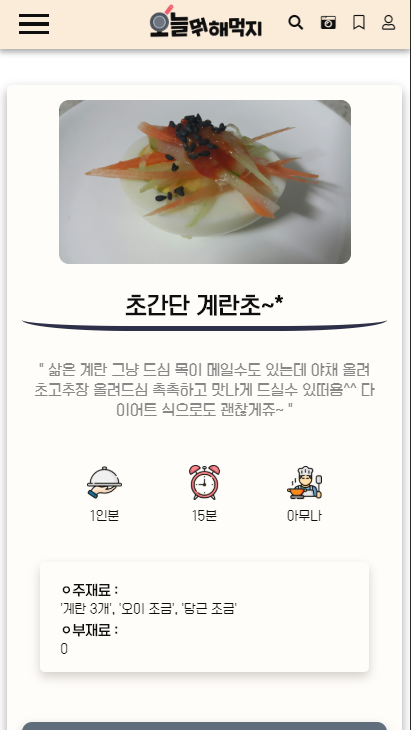 오늘뭐해먹지
초간단 계란초~*
" 삶은 계란 그냥 드심 목이 메일수도 있는데 야채 올려
초고추장 올려드심 촉촉하고 맛나게 드실수 있떠욤^^ 다
이어트 식으로도 괜찮게쥬~ "
1인분
15분
아무나
ㅇ주재료 :
'계란 3개', '오이 조금', '당근 조금'
ㅇ부재료 :
0